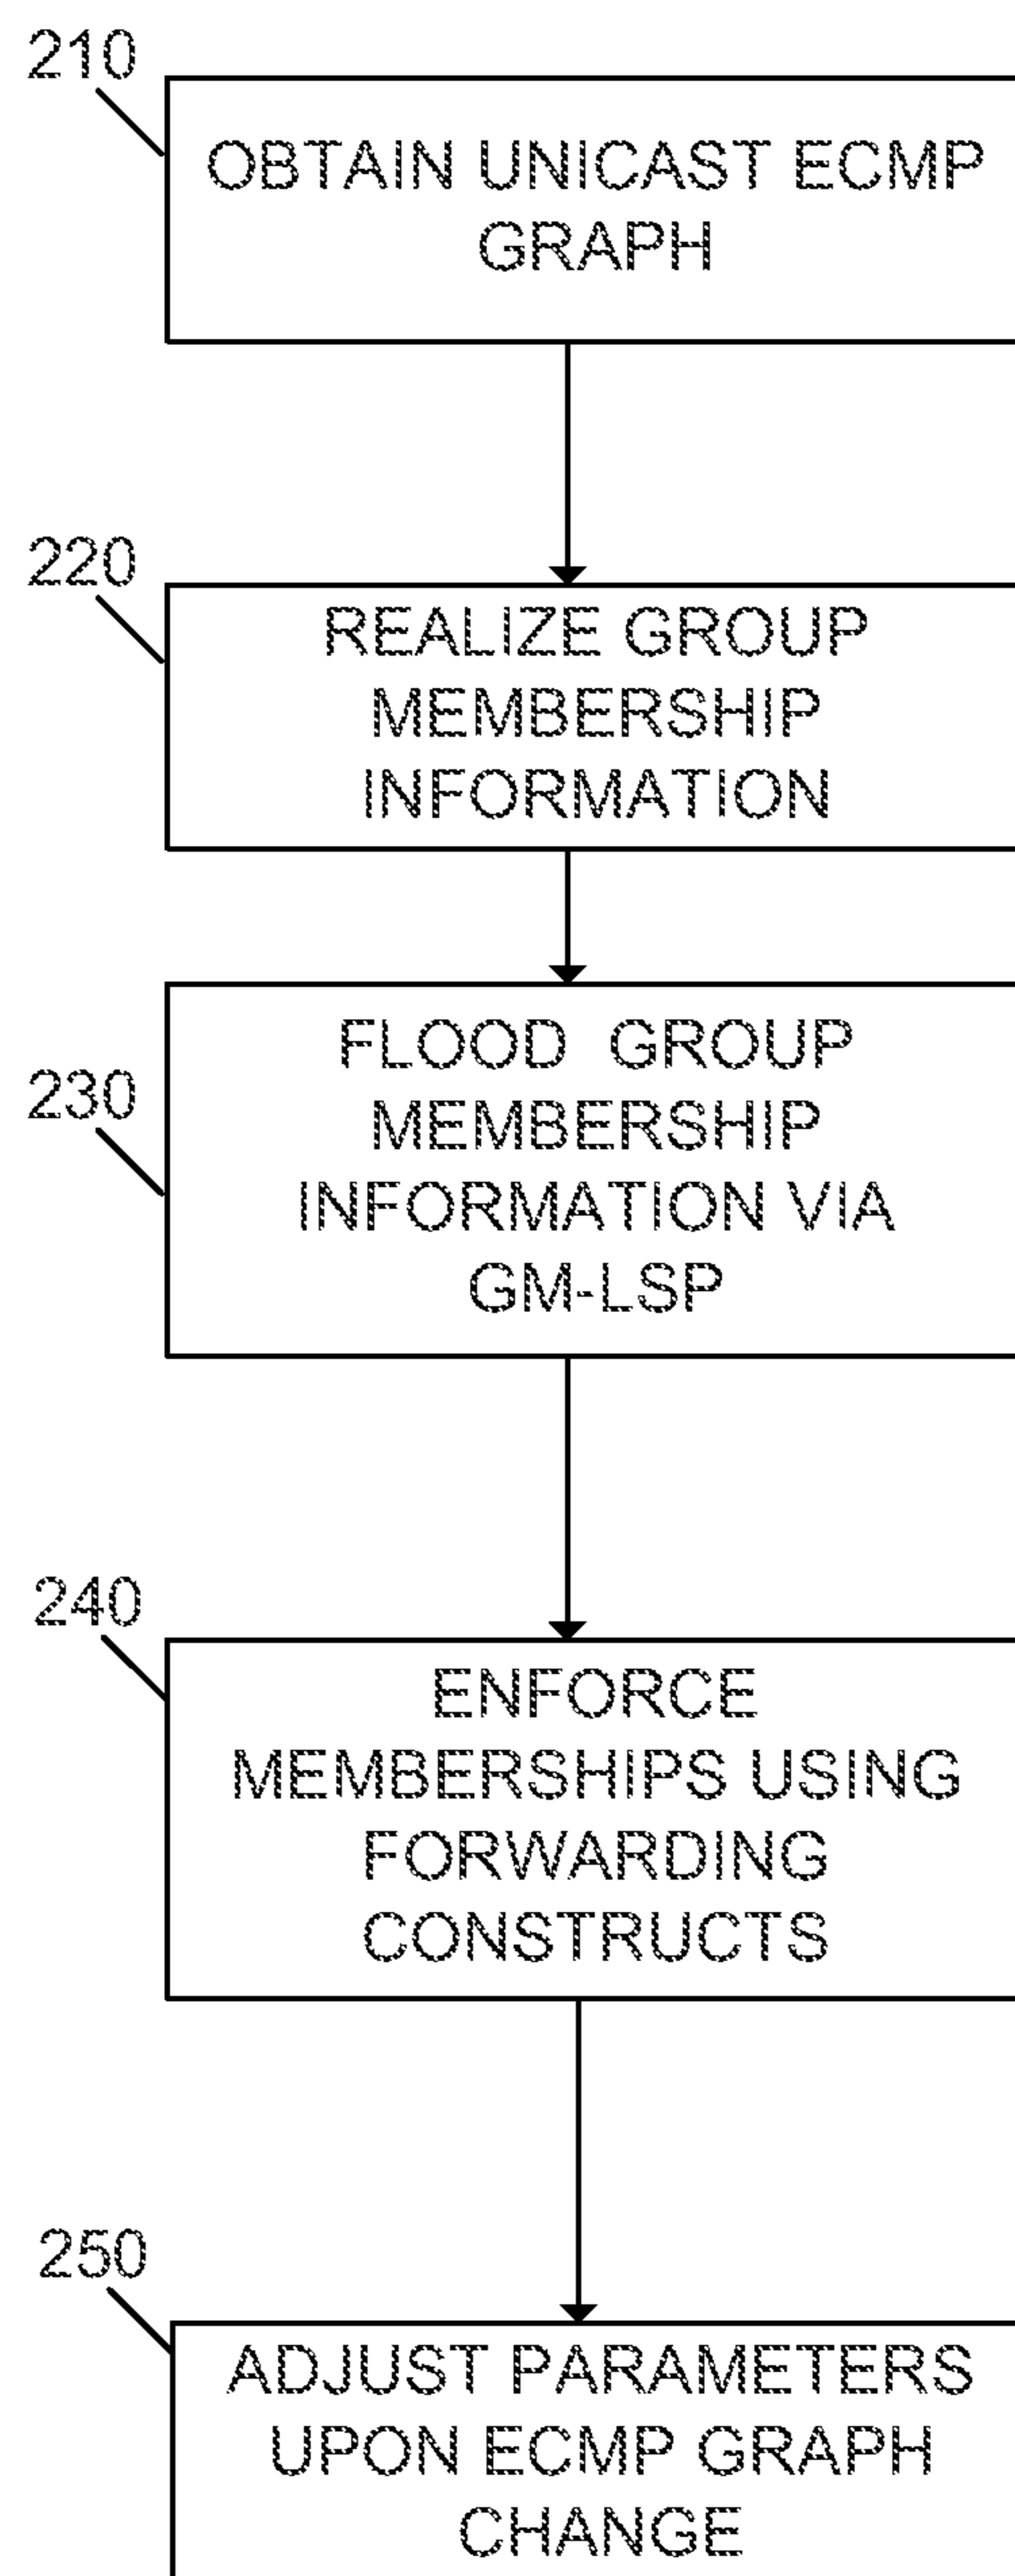 210
OBTAIN UNICAST ECMP
GRAPH
220
REALIZE GROUP
MEMBERSHIP
INFORMATION
230
FLOOD GROUP
MEMBERSHIP
INFORMATION VIA
GM-LSP
240
ENFORCE
MEMBERSHIPS USING
FORWARDING
CONSTRUCTS
250
ADJUST PARAMETERS
UPON ECMP GRAPH
CHANGE